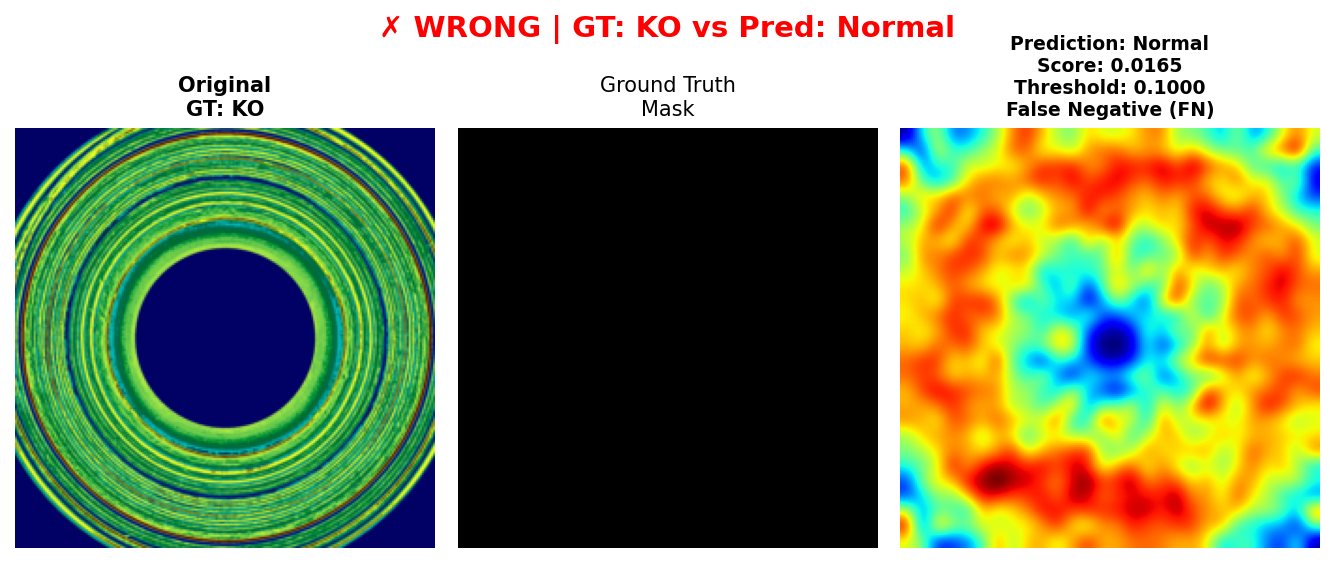 ✗ WRONG | GT: KO vs Pred: Normal
Original
GT: KO
Ground Truth
Mask
Prediction: Normal
Score: 0.0165
Threshold: 0.1000
False Negative (FN)